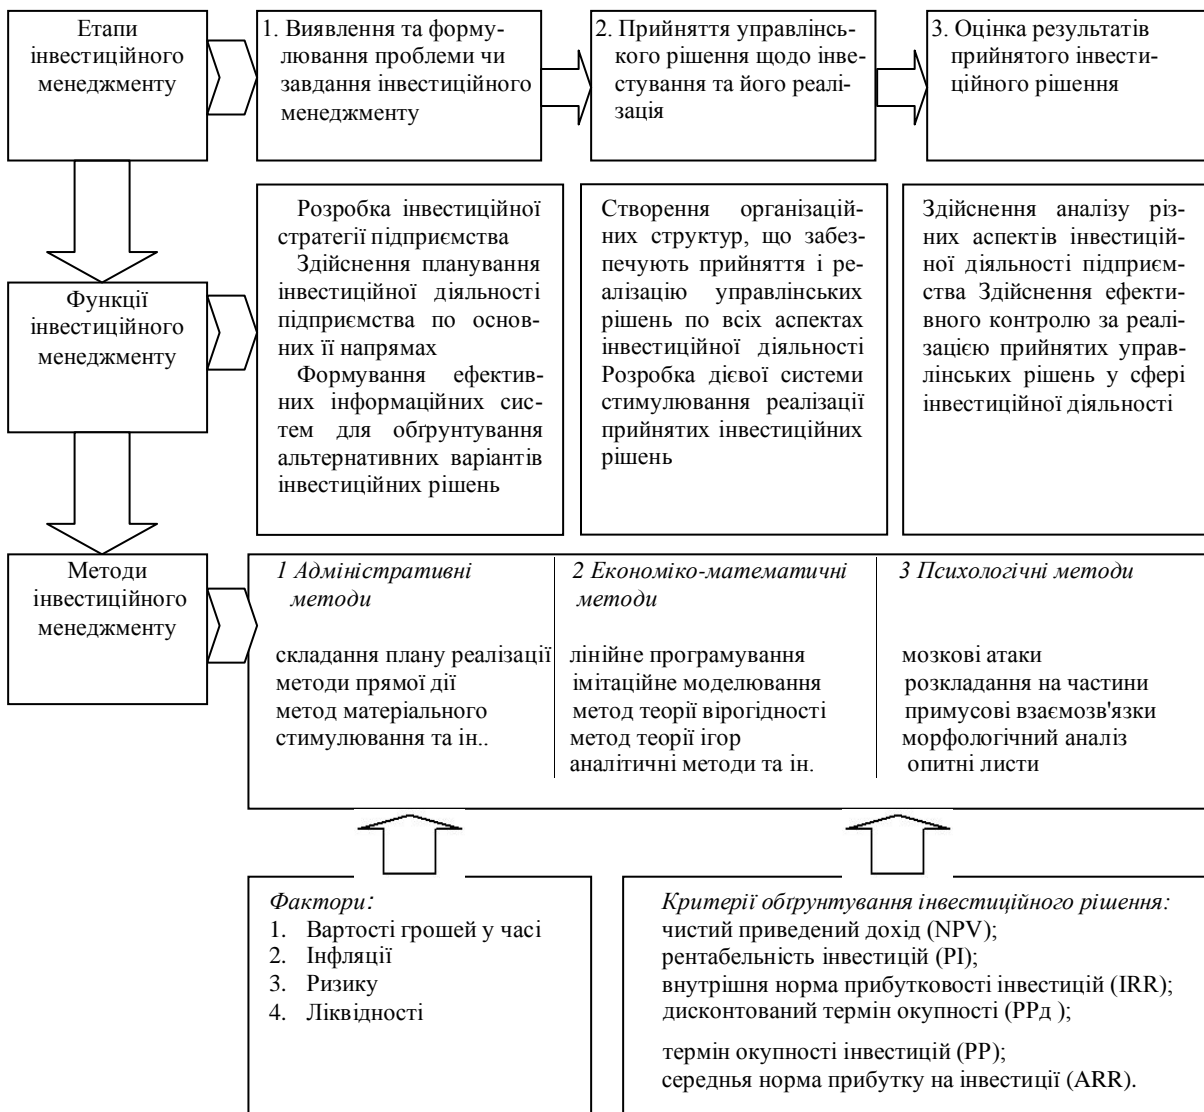 Етапи
інвестиційного
менеджменту
1. Виявлення та форму-
лювання проблеми чи
завдання інвестиційного
менеджменту
2. Прийняття управлінсь-
кого рішення щодо інве-
стування та його реалі-
зація
3. Оцінка результатів
прийнятого інвести-
ційного рішення
Функції
інвестиційного
менеджменту
Розробка інвестиційної
стратегії підприємства
Здійснення планування
інвестиційної діяльності
підприємства по основ-
них її напрямах
Формування ефектив-
них інформаційних сис-
тем для обґрунтування
альтернативних варіантів
інвестиційних рішень
Створення організацій-
них структур, що забез-
печують прийняття і ре-
алізацію управлінських
рішень по всіх аспектах
інвестиційної діяльності
Розробка дієвої системи
стимулювання реалізації
прийнятих інвестиційних
рішень
Здійснення аналізу різ-
них аспектів інвестицій-
ної діяльності підприєм-
ства Здійснення ефекти-
вного контролю за реалі-
зацією прийнятих управ-
лінських рішень у сфері
інвестиційної діяльності
Методи
інвестиційного
менеджменту
1 Адміністративні
методи
складання плану реалізації
методи прямої дії
метод матеріального
стимулювання та ін..
2 Економіко-математичні
методи
лінійне програмування
імітаційне моделювання
метод теорії вірогідності
метод теорії ігор
аналітичні методи та ін.
3 Психологічні методи
мозкові атаки
розкладання на частини
примусові взаємозв'язки
морфологічний аналіз
опитні листи
Фактори:
1. Вартості грошей у часі
2. Інфляції
3. Ризику
4. Ліквідності
Критерії обґрунтування інвестиційного рішення:
чистий приведений дохід (NPV);
рентабельність інвестицій (PI);
внутрішня норма прибутковості інвестицій (IRR);
дисконтований термін окупності (PPд );
термін окупності інвестицій (PP);
середнья норма прибутку на інвестиції (ARR).